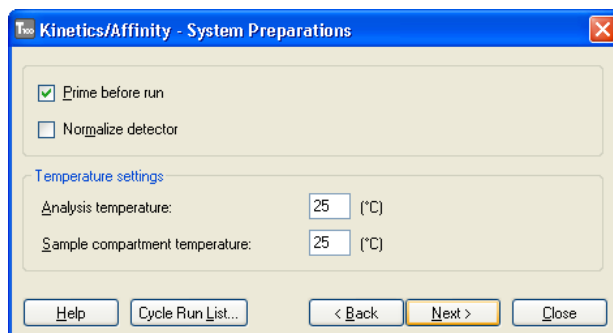 T100 Kinetics/Affinity - System Preparations
Prime before run
Normalize detector
Temperature settings
Analysis temperature: 25 (°C)
Sample compartment temperature: 25 (°C)
Help Cycle Run List... < Back Next > Close